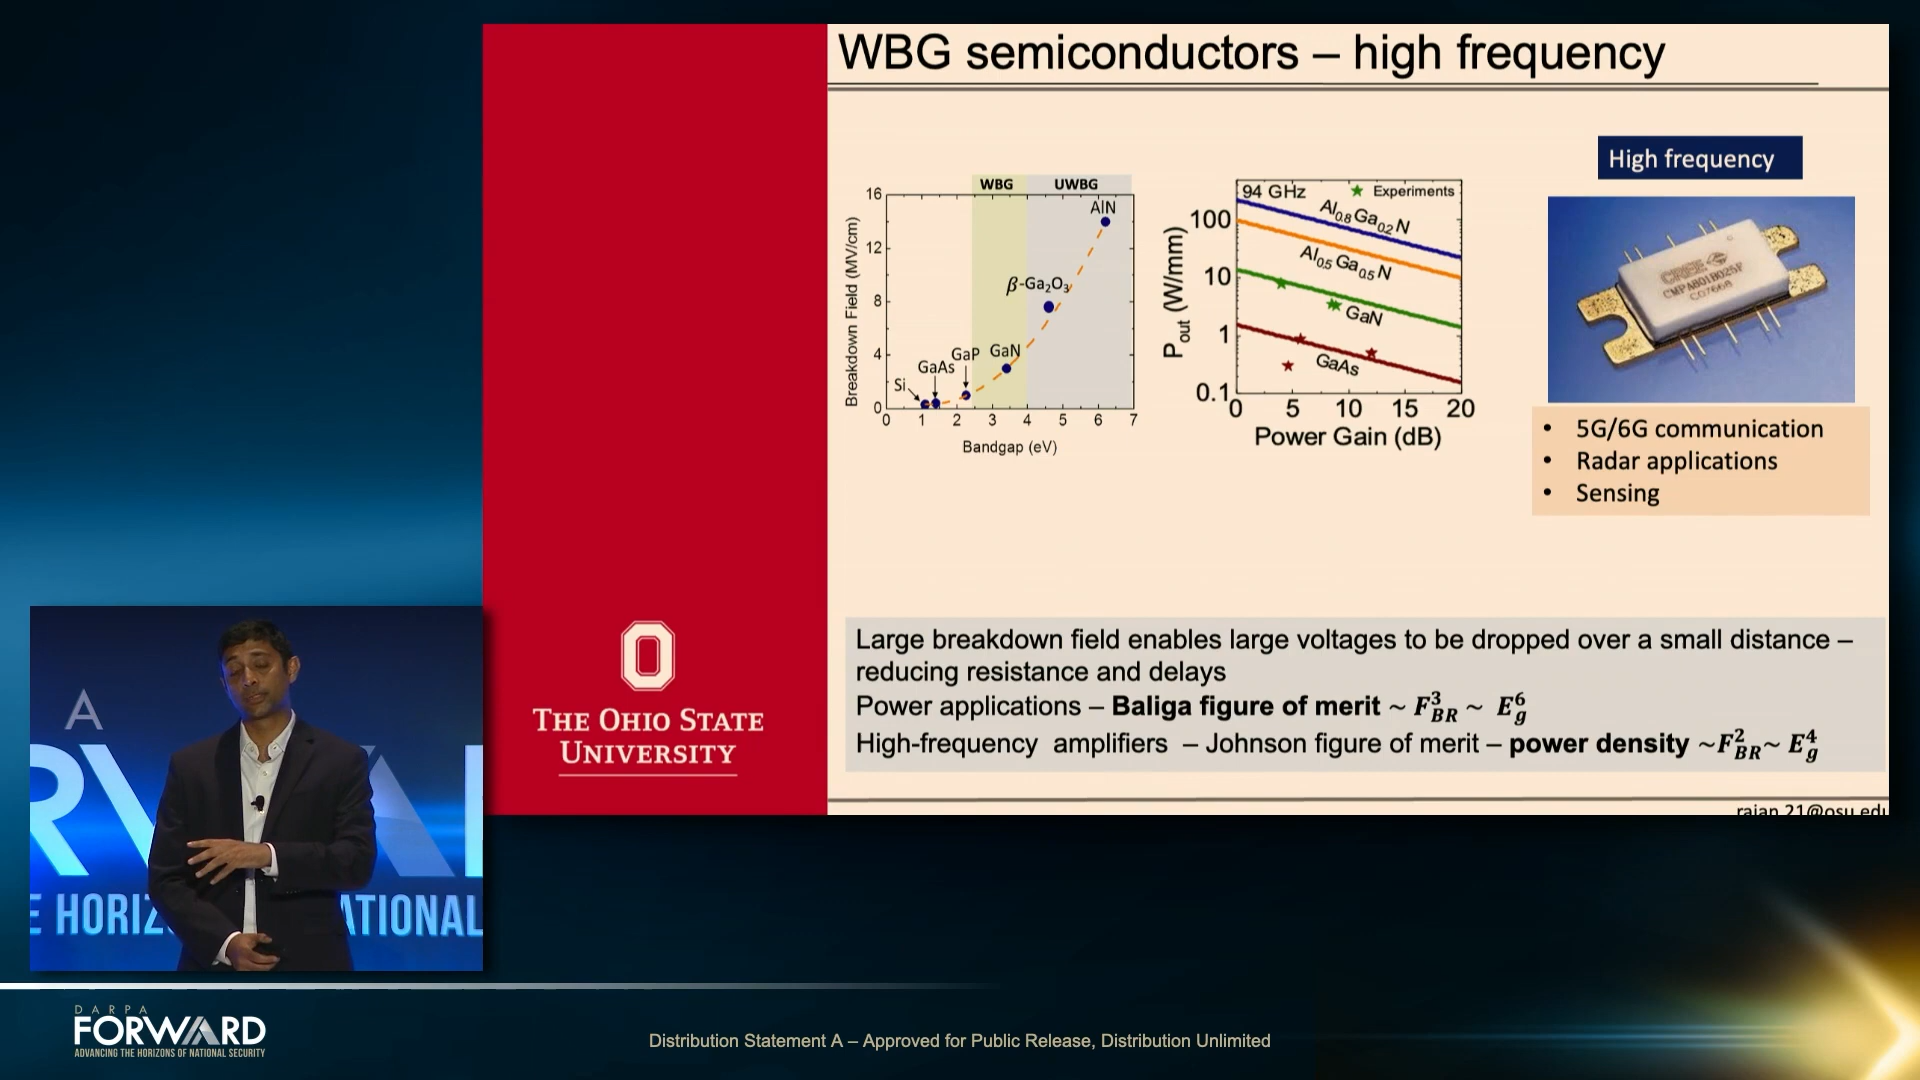 WBG semiconductors – high frequency
WBG
UWBG
16
12
8
4
0
0 1 2 3 4 5 6 7
Breakdown Field (MV/cm)
Bandgap (eV)
Si
GaAs
GaP
GaN
β-Ga₂O₃
AlN
94 GHz
Experiments
Al₀.₈Ga₀.₂N
Al₀.₅Ga₀.₅N
GaN
GaAs
100
10
1
0.1
0 5 10 15 20
Pout (W/mm)
Power Gain (dB)
High frequency
CREE
CMPA801B025F
• 5G/6G communication
• Radar applications
• Sensing
Large breakdown field enables large voltages to be dropped over a small distance –
reducing resistance and delays
Power applications – Baliga figure of merit ~ F³BR ~ E⁶g
High-frequency amplifiers – Johnson figure of merit – power density ~F²BR~ E⁴g
rajan.21@osu.edu
O
THE OHIO STATE
UNIVERSITY
A
RV A
E HORIZ
ATIONAL
DARPA
FORWARD
ADVANCING THE HORIZONS OF NATIONAL SECURITY
Distribution Statement A – Approved for Public Release, Distribution Unlimited